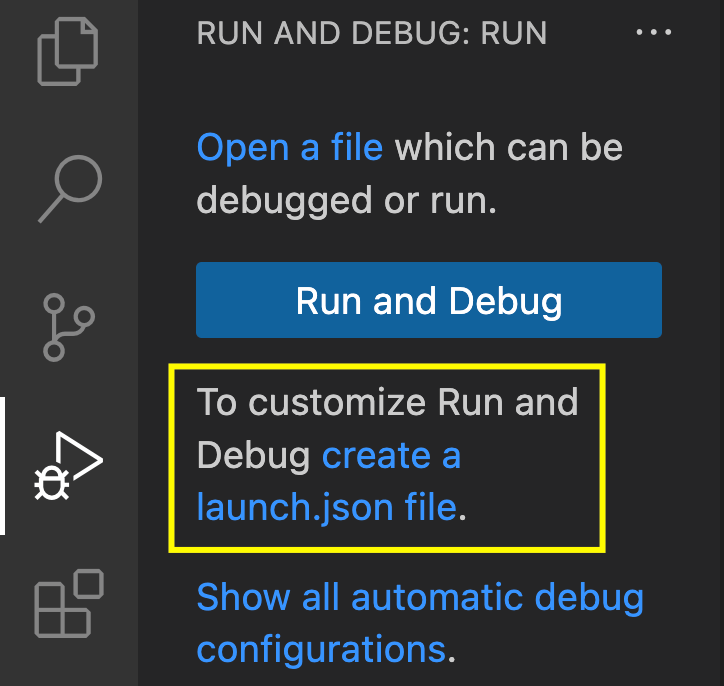 RUN AND DEBUG: RUN
Open a file which can be
debugged or run.
Run and Debug
To customize Run and
Debug create a
launch.json file.
Show all automatic debug
configurations.